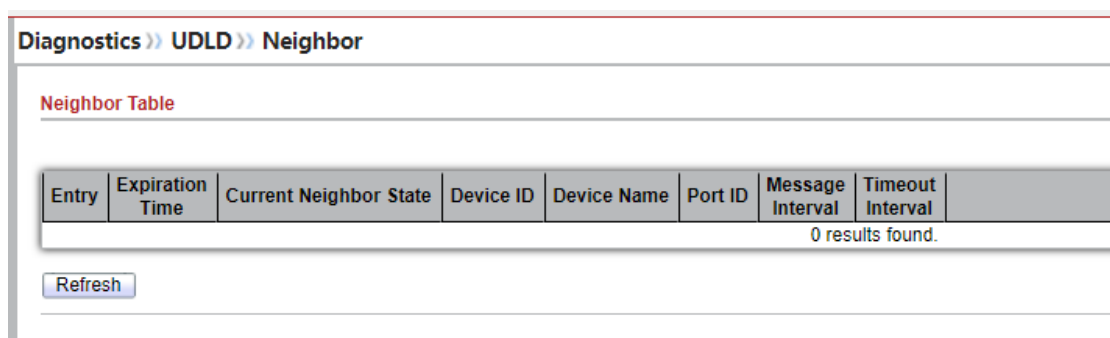 Diagnostics 》 UDLD 》 Neighbor
Neighbor Table
Entry Expiration Time Current Neighbor State Device ID Device Name Port ID Message Interval Timeout Interval
0 results found.
Refresh